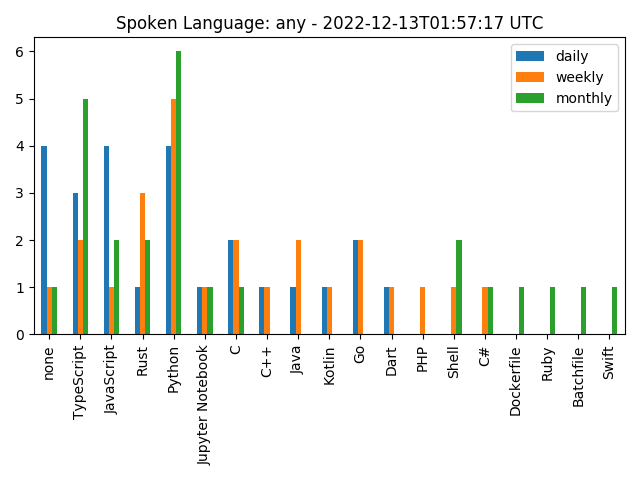 Spoken Language: any - 2022-12-13T01:57:17 UTC
daily
weekly
monthly
6
5
4
3
2
1
0
none
TypeScript
JavaScript
Rust
Python
Jupyter Notebook
C
C++
Java
Kotlin
Go
Dart
PHP
Shell
C#
Dockerfile
Ruby
Batchfile
Swift